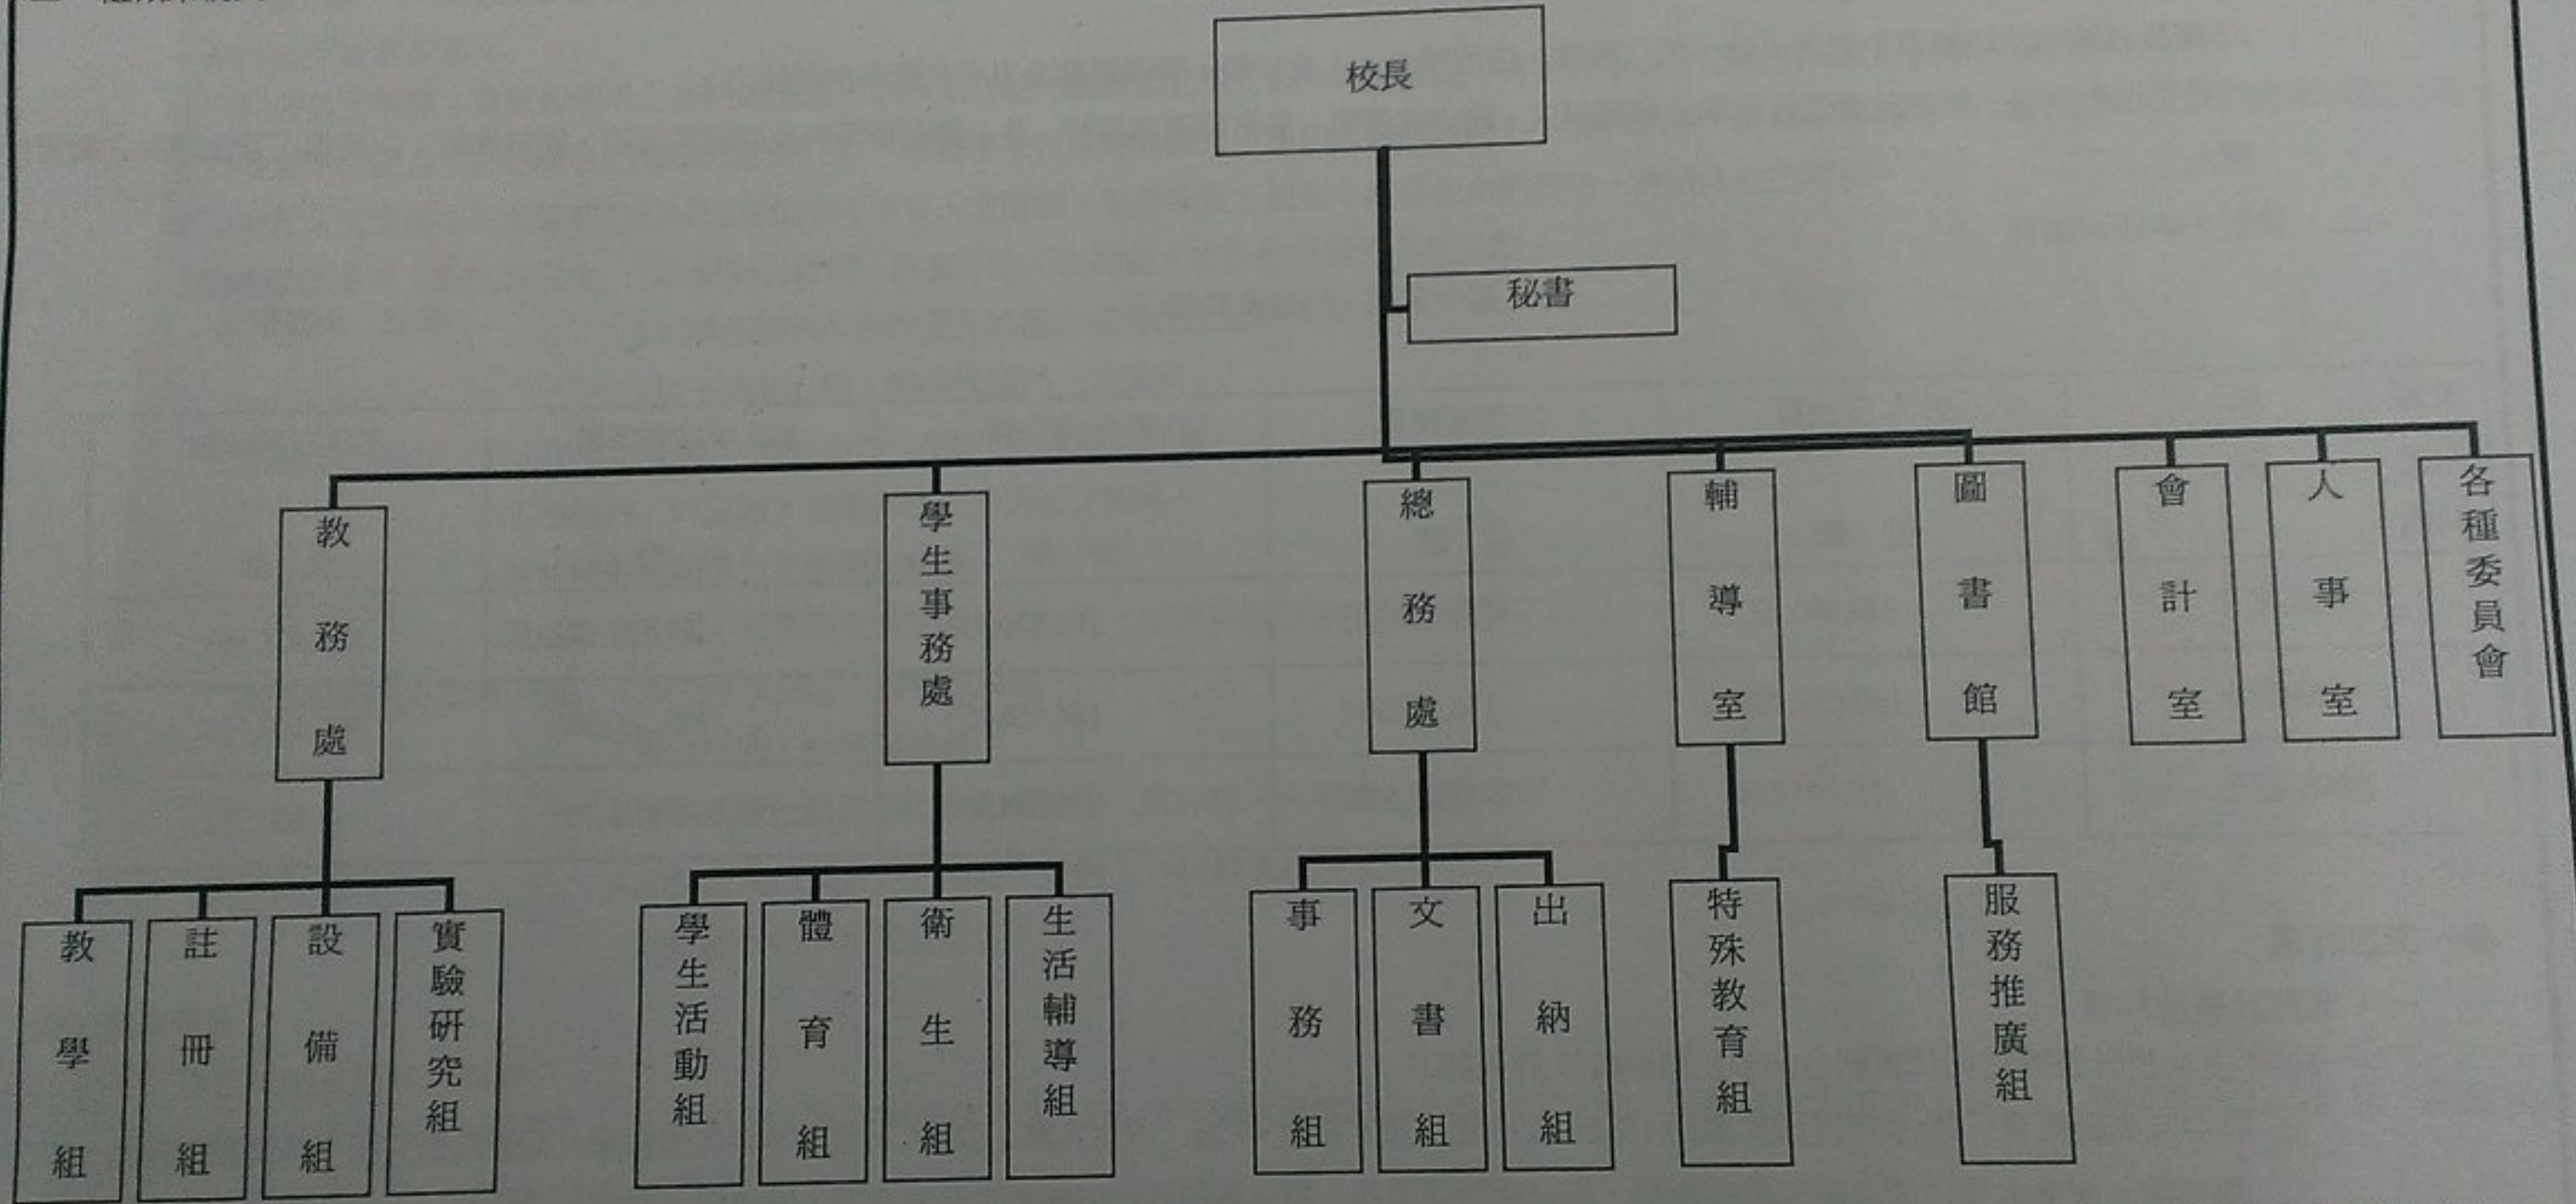 校長
秘書
教務處
學生事務處
總務處
輔導室
圖書館
會計室
人事室
各種委員會
教學組
註冊組
設備組
實驗研究組
學生活動組
體育組
衛生組
生活輔導組
事務組
文書組
出納組
特殊教育組
服務推廣組